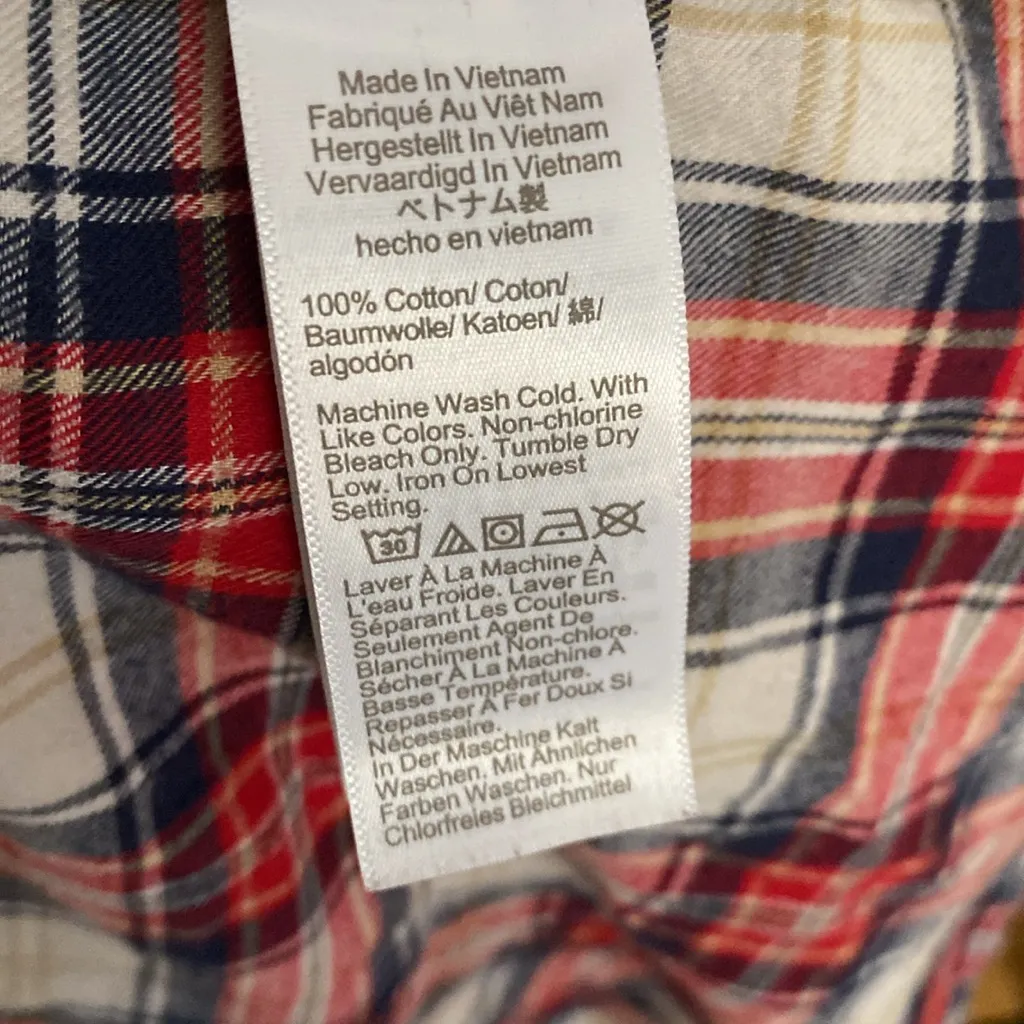 Made In Vietnam
Fabriqué Au Viêt Nam
Hergestellt In Vietnam
Vervaardigd In Vietnam
ベトナム製
hecho en vietnam
100% Cotton/ Coton/
Baumwolle/ Katoen/ 綿/
algodón
Machine Wash Cold. With
Like Colors. Non-chlorine
Bleach Only. Tumble Dry
Low. Iron On Lowest
Setting.
30
Laver À La Machine À
L'eau Froide. Laver En
Séparant Les Couleurs.
Seulement Agent De
Blanchiment Non-chlore.
Sécher À La Machine A
Basse Température.
Repasser À Fer Doux Si
Nécessaire.
In Der Maschine Kalt
Waschen. Mit Ähnlichen
Farben Waschen. Nur
Chlorfreies Bleichmittel